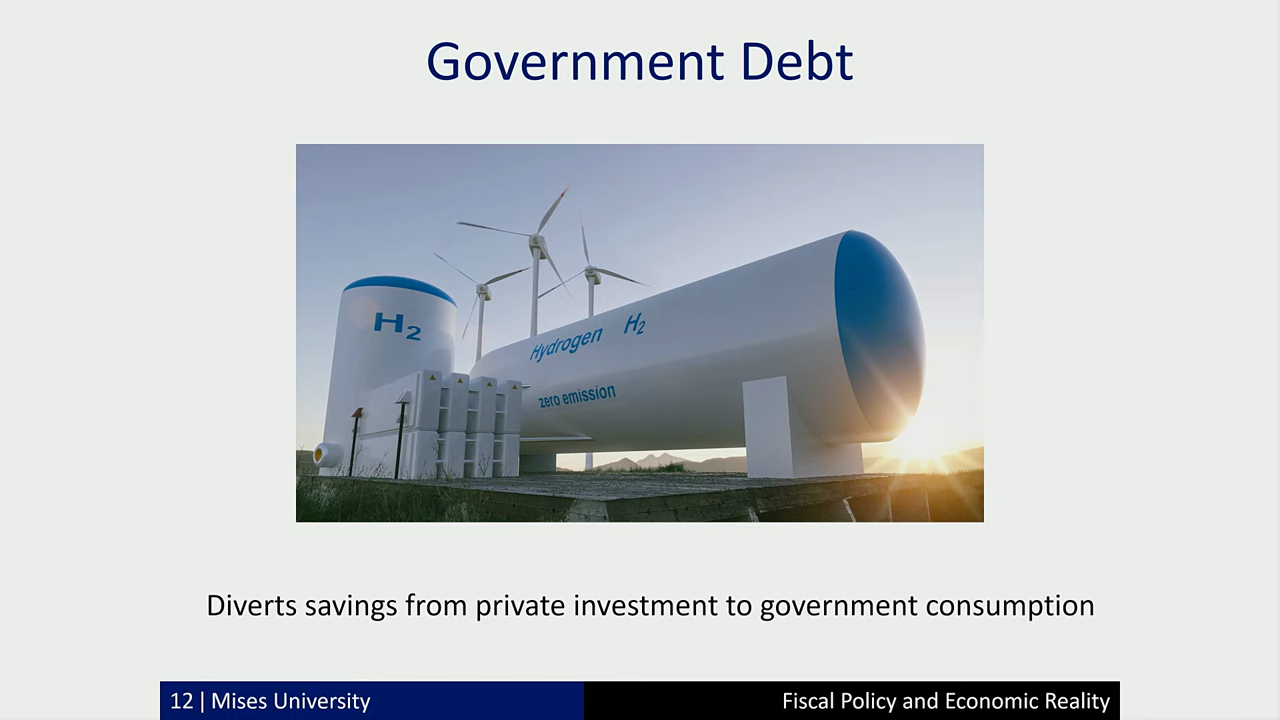 Government Debt
H2
Hydrogen H2
zero emission
Diverts savings from private investment to government consumption
12 | Mises University
Fiscal Policy and Economic Reality